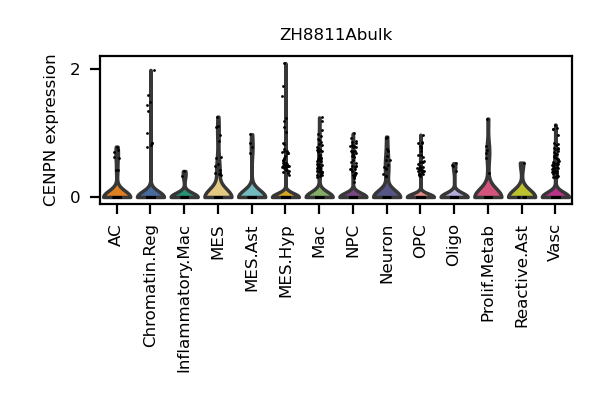 ZH8811Abulk
CENPN expression
2
0
AC
Chromatin.Reg
Inflammatory.Mac
MES
MES.Ast
MES.Hyp
Mac
NPC
Neuron
OPC
Oligo
Prolif.Metab
Reactive.Ast
Vasc